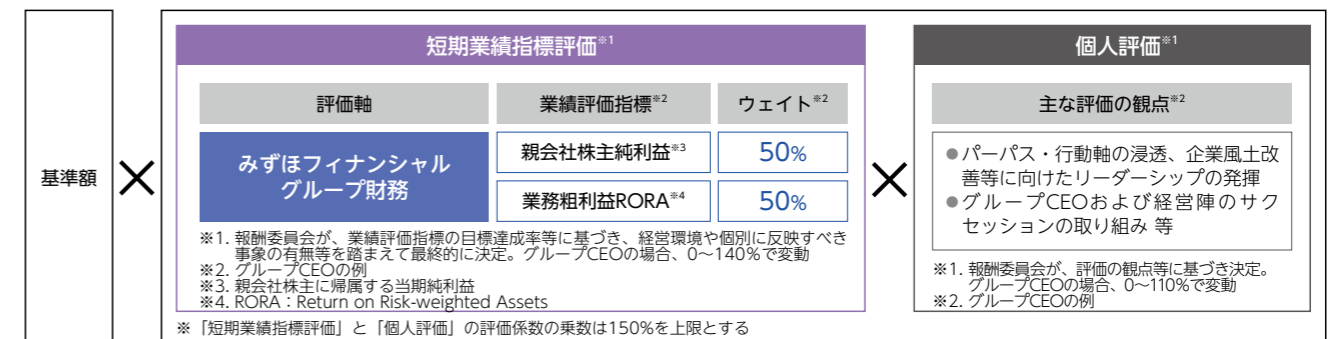 基準額
×
短期業績指標評価※1
評価軸
業績評価指標※2
ウェイト※2
みずほフィナンシャル
グループ財務
親会社株主純利益※3
50%
業務粗利益RORA※4
50%
※1. 報酬委員会が、業績評価指標の目標達成率等に基づき、経営環境や個別に反映すべき
事象の有無等を踏まえて最終的に決定。グループCEOの場合、0～140%で変動
※2. グループCEOの例
※3. 親会社株主に帰属する当期純利益
※4. RORA：Return on Risk-weighted Assets
×
個人評価※1
主な評価の観点※2
●パーパス・行動軸の浸透、企業風土改
善等に向けたリーダーシップの発揮
●グループCEOおよび経営陣のサク
セッションの取り組み 等
※1. 報酬委員会が、評価の観点等に基づき決定。
グループCEOの場合、0～110%で変動
※2. グループCEOの例
※「短期業績指標評価」と「個人評価」の評価係数の乗数は150%を上限とする